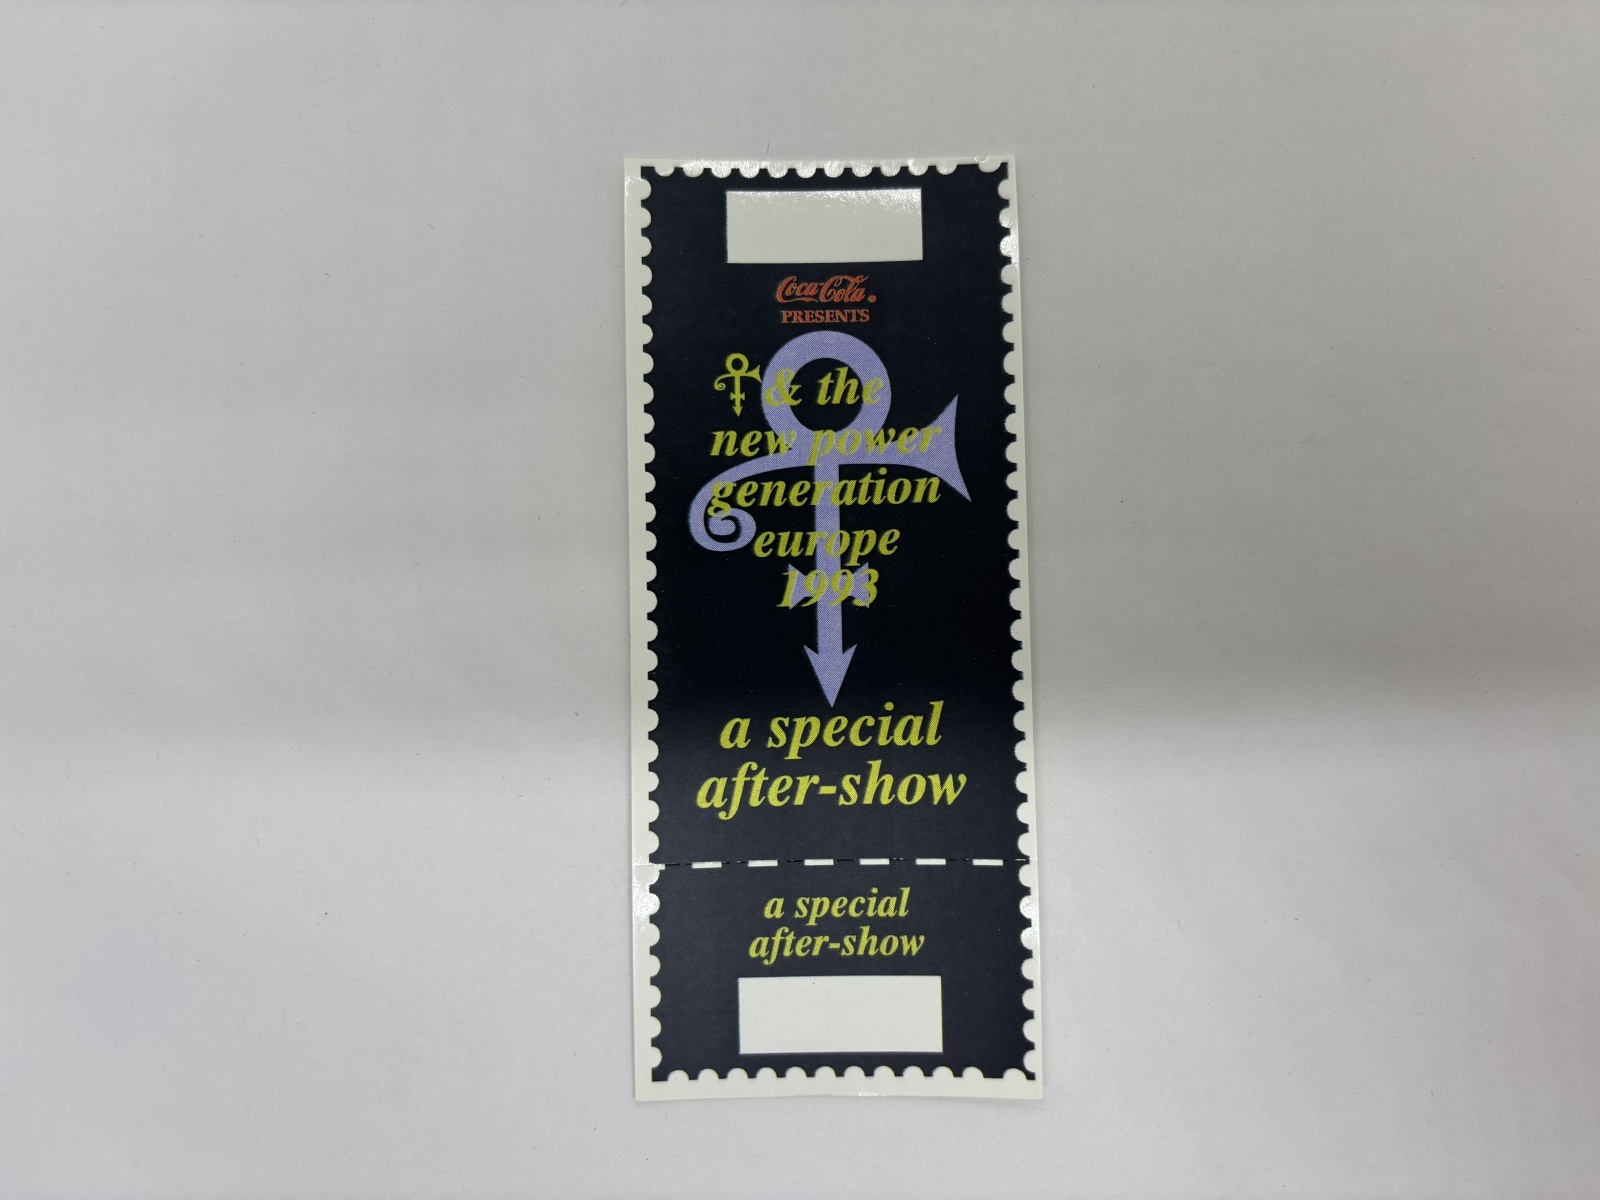 Coca-Cola
PRESENTS
& the
new power
generation
europe
1993
a special
after-show
a special
after-show